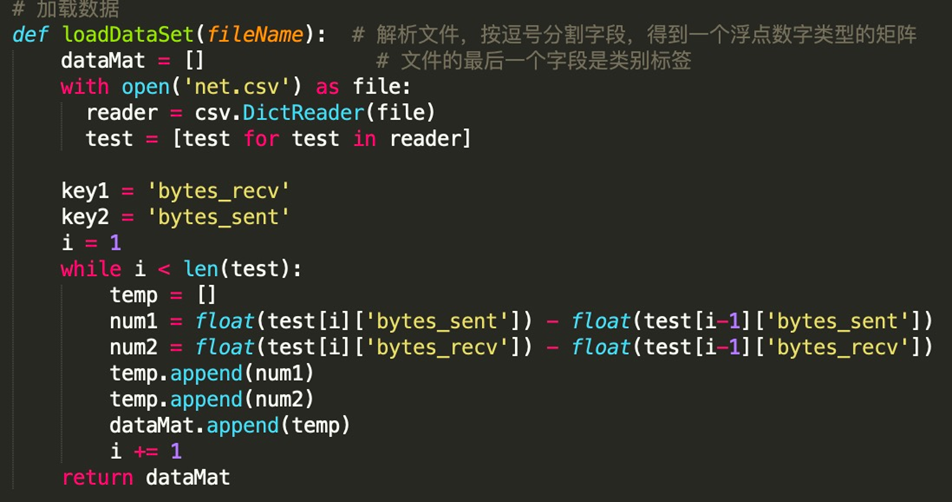 # 加载数据
def loadDataSet(fileName):  # 解析文件，按逗号分割字段，得到一个浮点数字类型的矩阵
    dataMat = []              # 文件的最后一个字段是类别标签
    with open('net.csv') as file:
      reader = csv.DictReader(file)
      test = [test for test in reader]

    key1 = 'bytes_recv'
    key2 = 'bytes_sent'
    i = 1
    while i < len(test):
        temp = []
        num1 = float(test[i]['bytes_sent']) - float(test[i-1]['bytes_sent'])
        num2 = float(test[i]['bytes_recv']) - float(test[i-1]['bytes_recv'])
        temp.append(num1)
        temp.append(num2)
        dataMat.append(temp)
        i += 1
    return dataMat